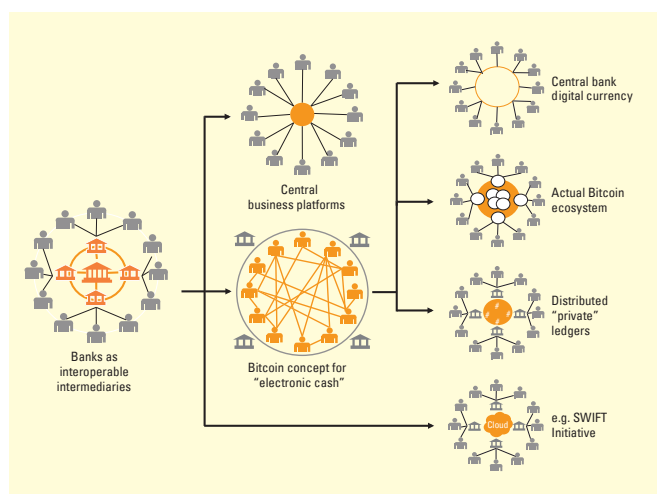 Central bank
digital currency
Central
business platforms
Actual Bitcoin
ecosystem
Banks as
interoperable
intermediaries
Bitcoin concept for
“electronic cash”
Distributed
“private”
ledgers
Cloud
e.g. SWIFT
Initiative